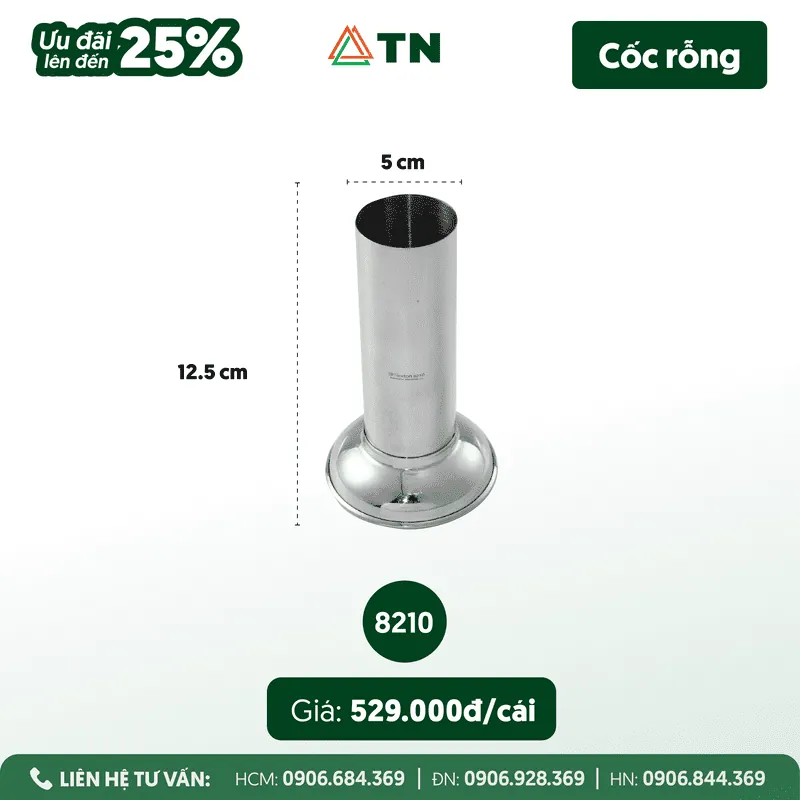 Ưu đãi
lên đến 25%
TN
Cốc rỗng
5 cm
12.5 cm
8210
Giá: 529.000đ/cái
LIÊN HỆ TƯ VẤN: HCM: 0906.684.369 | ĐN: 0906.928.369 | HN: 0906.844.369